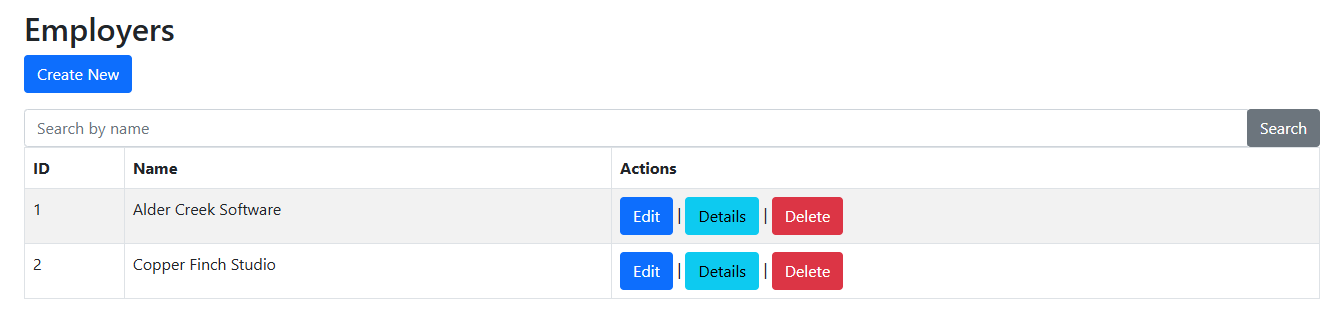 Employers
Create New
Search by name Search
ID Name Actions
1 Alder Creek Software Edit | Details | Delete
2 Copper Finch Studio Edit | Details | Delete